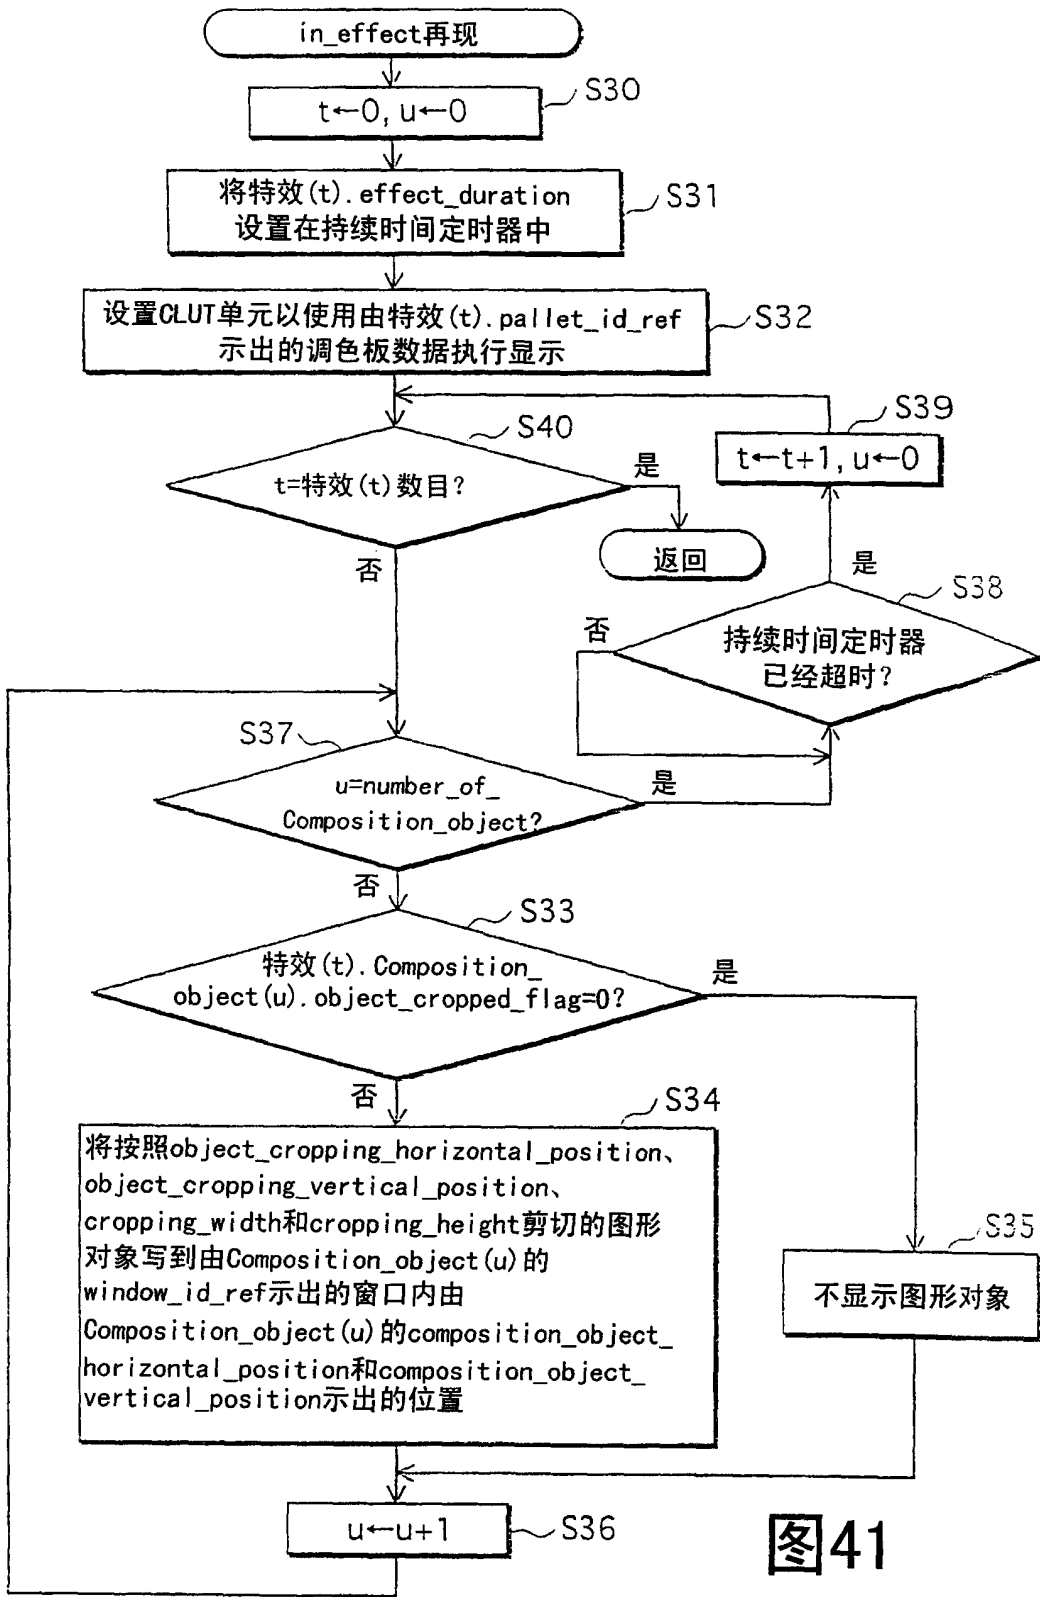 in_effect再现
S30
t←0, u←0
S31
将特效(t).effect_duration
设置在持续时间定时器中
S32
设置CLUT单元以使用由特效(t).pallet_id_ref
示出的调色板数据执行显示
S39
t←t+1, u←0
S40
t=特效(t)数目?
是
返回
否
是
S38
否
持续时间定时器
已经超时?
S37
u=number_of_
Composition_object?
是
否
S33
特效(t).Composition_
object(u).object_cropped_flag=0?
是
否
S34
将按照object_cropping_horizontal_position、
object_cropping_vertical_position、
cropping_width和cropping_height剪切的图形
对象写到由Composition_object(u)的
window_id_ref示出的窗口内由
Composition_object(u)的composition_object_
horizontal_position和composition_object_
vertical_position示出的位置
S35
不显示图形对象
u←u+1
S36
图41